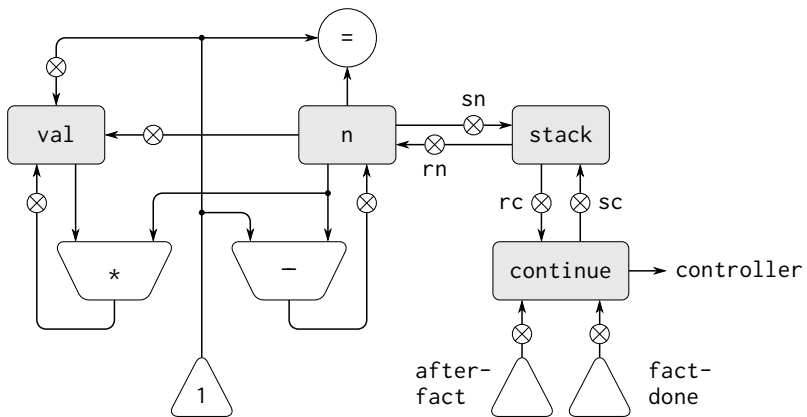 =
sn
val
n
stack
rn
rc
sc
*
−
continue
controller
after-
fact
fact-
done
1